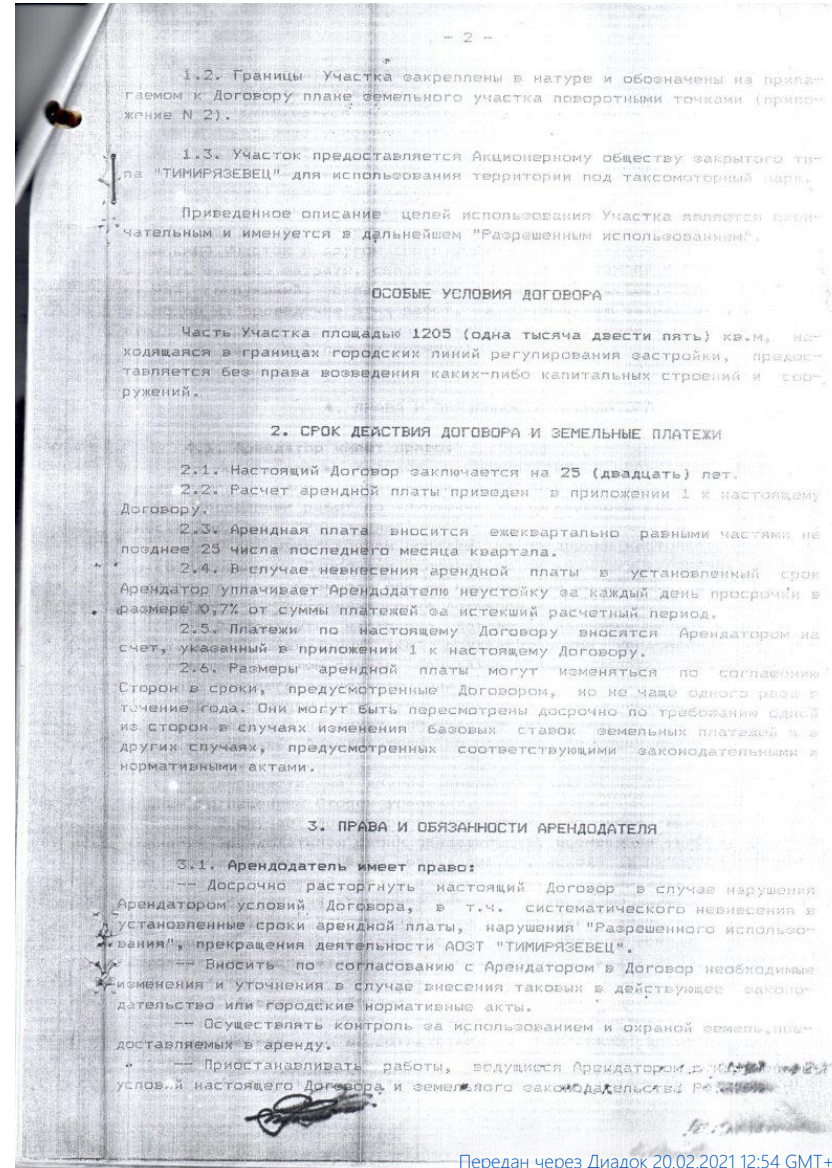 - 2 -
1.2. Границы Участка закреплены в натуре и обозначены на прила-
гаемом к Договору плане земельного участка поворотными точками (прило-
жение N 2).
1.3. Участок предоставляется Акционерному обществу закрытого ти-
па "ТИМИРЯЗЕВЕЦ" для использования территории под таксомоторный парк.
Приведенное описание целей использования Участка является окон-
чательным и именуется в дальнейшем "Разрешенным использованием".
ОСОБЫЕ УСЛОВИЯ ДОГОВОРА
Часть Участка площадью 1205 (одна тысяча двести пять) кв.м, на-
ходящаяся в границах городских линий регулирования застройки, предос-
тавляется без права возведения каких-либо капитальных строений и соо-
ружений.
2. СРОК ДЕЙСТВИЯ ДОГОВОРА И ЗЕМЕЛЬНЫЕ ПЛАТЕЖИ
2.1. Настоящий Договор заключается на 25 (двадцать) лет.
2.2. Расчет арендной платы приведен в приложении 1 к настоящему
Договору.
2.3. Арендная плата вносится ежеквартально равными частями не
позднее 25 числа последнего месяца квартала.
2.4. В случае невнесения арендной платы в установленный срок
Арендатор уплачивает Арендодателю неустойку за каждый день просрочки в
размере 0,7% от суммы платежей за истекший расчетный период.
2.5. Платежи по настоящему Договору вносятся Арендатором на
счет, указанный в приложении 1 к настоящему Договору.
2.6. Размеры арендной платы могут изменяться по соглашению
Сторон в сроки, предусмотренные Договором, но не чаще одного раза в
течение года. Они могут быть пересмотрены досрочно по требованию одной
из сторон в случаях изменения базовых ставок земельных платежей и в
других случаях, предусмотренных соответствующими законодательными и
нормативными актами.
3. ПРАВА И ОБЯЗАННОСТИ АРЕНДОДАТЕЛЯ
3.1. Арендодатель имеет право:
-- Досрочно расторгнуть настоящий Договор в случае нарушения
Арендатором условий Договора, в т.ч. систематического невнесения в
установленные сроки арендной платы, нарушения "Разрешенного использо-
вания", прекращения деятельности АОЗТ "ТИМИРЯЗЕВЕЦ".
-- Вносить по согласованию с Арендатором в Договор необходимые
изменения и уточнения в случае внесения таковых в действующее законо-
дательство или городские нормативные акты.
-- Осуществлять контроль за использованием и охраной земель, пре-
доставляемых в аренду.
-- Приостанавливать работы, ведущиеся Арендатором
условий настоящего Договора и земельного законодательства
Передан через Диадок 20.02.2021 12:54 GMT+